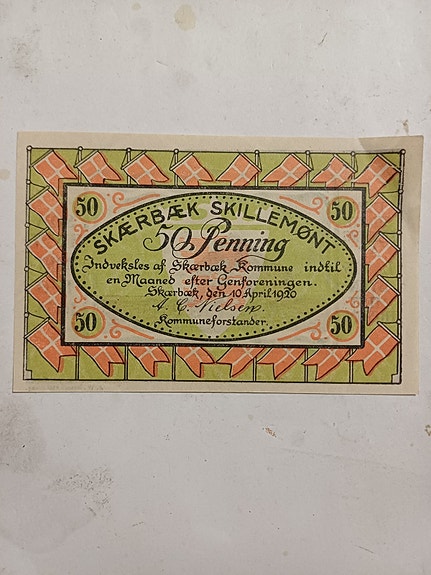 50 50
SKÆRBÆK SKILLEMØNT
50 Penning
Indveksles af Skærbæk Kommune indtil
en Maaned efter Genforeningen.
Skærbæk, den 10 April 1920
C. Nielsen.
Kommuneforstander.
50 50